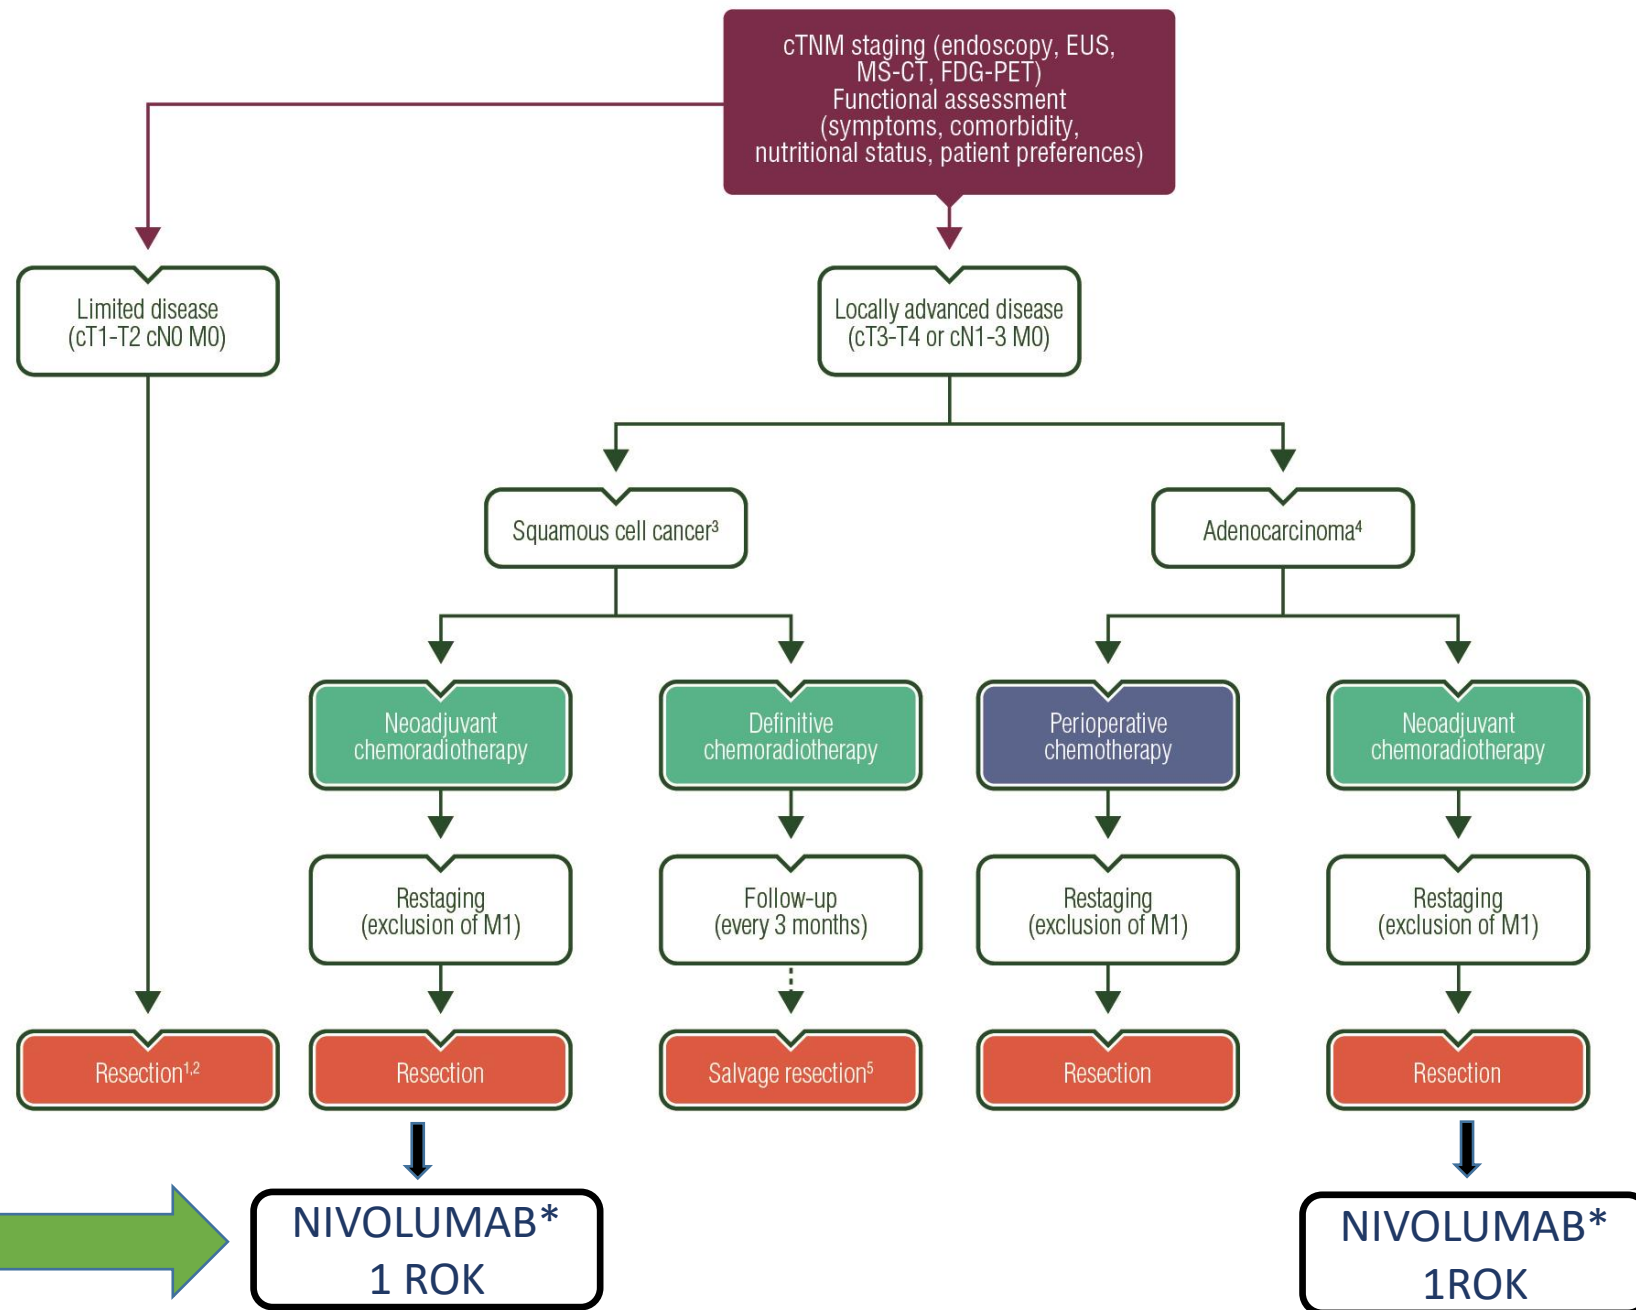 cTNM staging (endoscopy, EUS,
MS-CT, FDG-PET)
Functional assessment
(symptoms, comorbidity,
nutritional status, patient preferences)
Limited disease
(cT1-T2 cN0 M0)
Locally advanced disease
(cT3-T4 or cN1-3 M0)
Squamous cell cancer³
Adenocarcinoma⁴
Neoadjuvant
chemoradiotherapy
Definitive
chemoradiotherapy
Perioperative
chemotherapy
Neoadjuvant
chemoradiotherapy
Restaging
(exclusion of M1)
Follow-up
(every 3 months)
Restaging
(exclusion of M1)
Restaging
(exclusion of M1)
Resection¹,²
Resection
Salvage resection⁵
Resection
Resection
NIVOLUMAB*
1 ROK
NIVOLUMAB*
1ROK